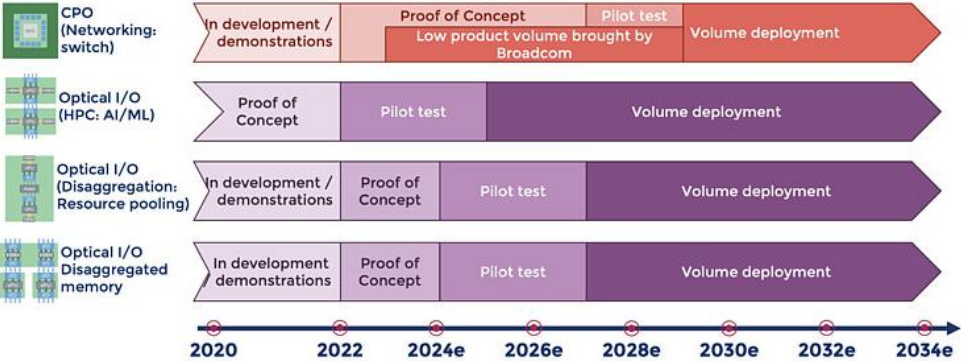 CPO
(Networking:
switch)
In development /
demonstrations
Proof of Concept
Pilot test
Low product volume brought by
Broadcom
Volume deployment
Optical I/O
(HPC: AI/ML)
Proof of
Concept
Pilot test
Volume deployment
Optical I/O
(Disaggregation:
Resource pooling)
In development /
demonstrations
Proof of
Concept
Pilot test
Volume deployment
Optical I/O
Disaggregated
memory
In development
/ demonstrations
Proof of
Concept
Pilot test
Volume deployment
2020 2022 2024e 2026e 2028e 2030e 2032e 2034e